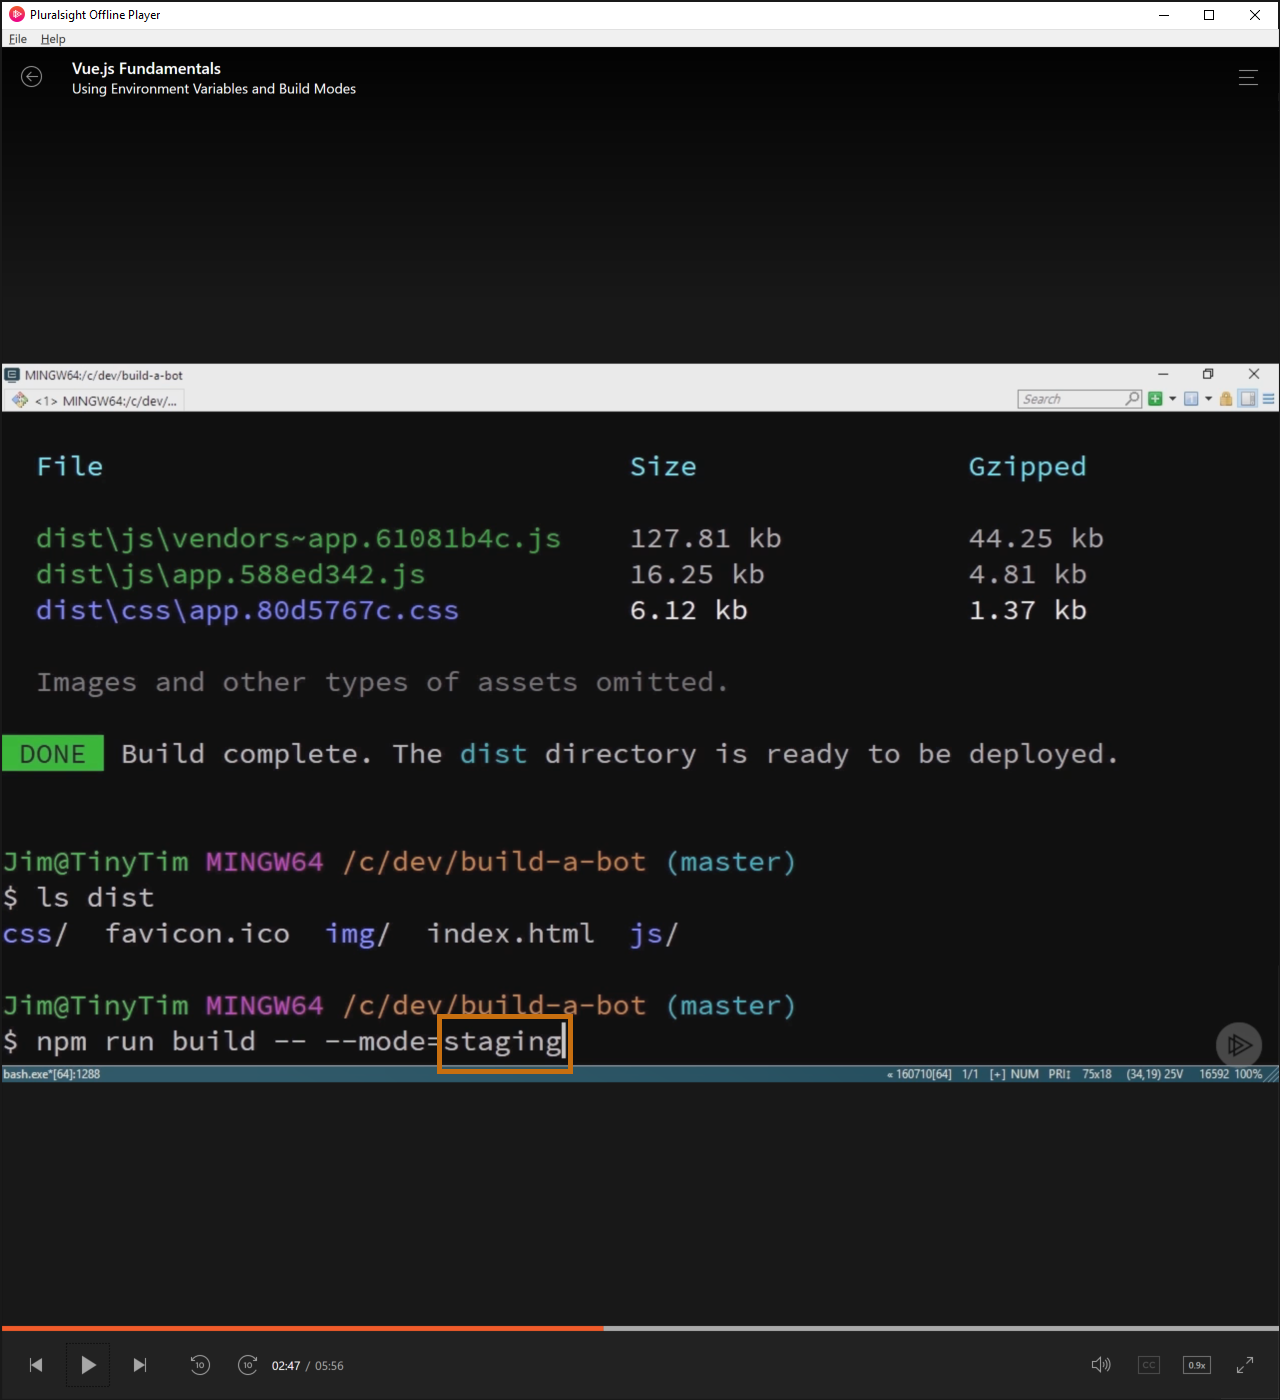 Pluralsight Offline Player
File Help
Vue.js Fundamentals
Using Environment Variables and Build Modes
MINGW64:/c/dev/build-a-bot
<1> MINGW64:/c/dev/...
Search
File Size Gzipped
dist\js\vendors~app.61081b4c.js 127.81 kb 44.25 kb
dist\js\app.588ed342.js 16.25 kb 4.81 kb
dist\css\app.80d5767c.css 6.12 kb 1.37 kb
Images and other types of assets omitted.
DONE Build complete. The dist directory is ready to be deployed.
Jim@TinyTim MINGW64 /c/dev/build-a-bot (master)
$ ls dist
css/ favicon.ico img/ index.html js/
Jim@TinyTim MINGW64 /c/dev/build-a-bot (master)
$ npm run build -- --mode=staging
bash.exe*[64]:1288 « 160710[64] 1/1 [+] NUM PRI↕ 75x18 (34,19) 25V 16592 100%
10 10 02:47 / 05:56 CC 0.9x